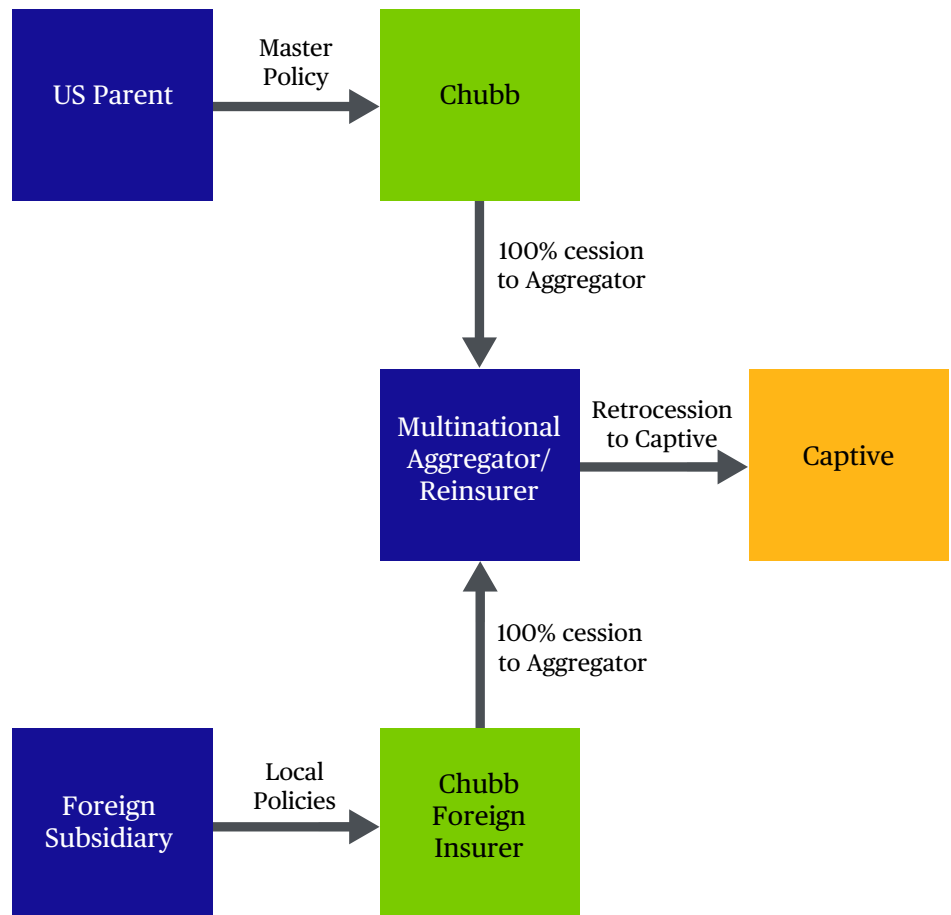 US Parent
Master
Policy
Chubb
100% cession
to Aggregator
Multinational
Aggregator/
Reinsurer
Retrocession
to Captive
Captive
100% cession
to Aggregator
Foreign
Subsidiary
Local
Policies
Chubb
Foreign
Insurer